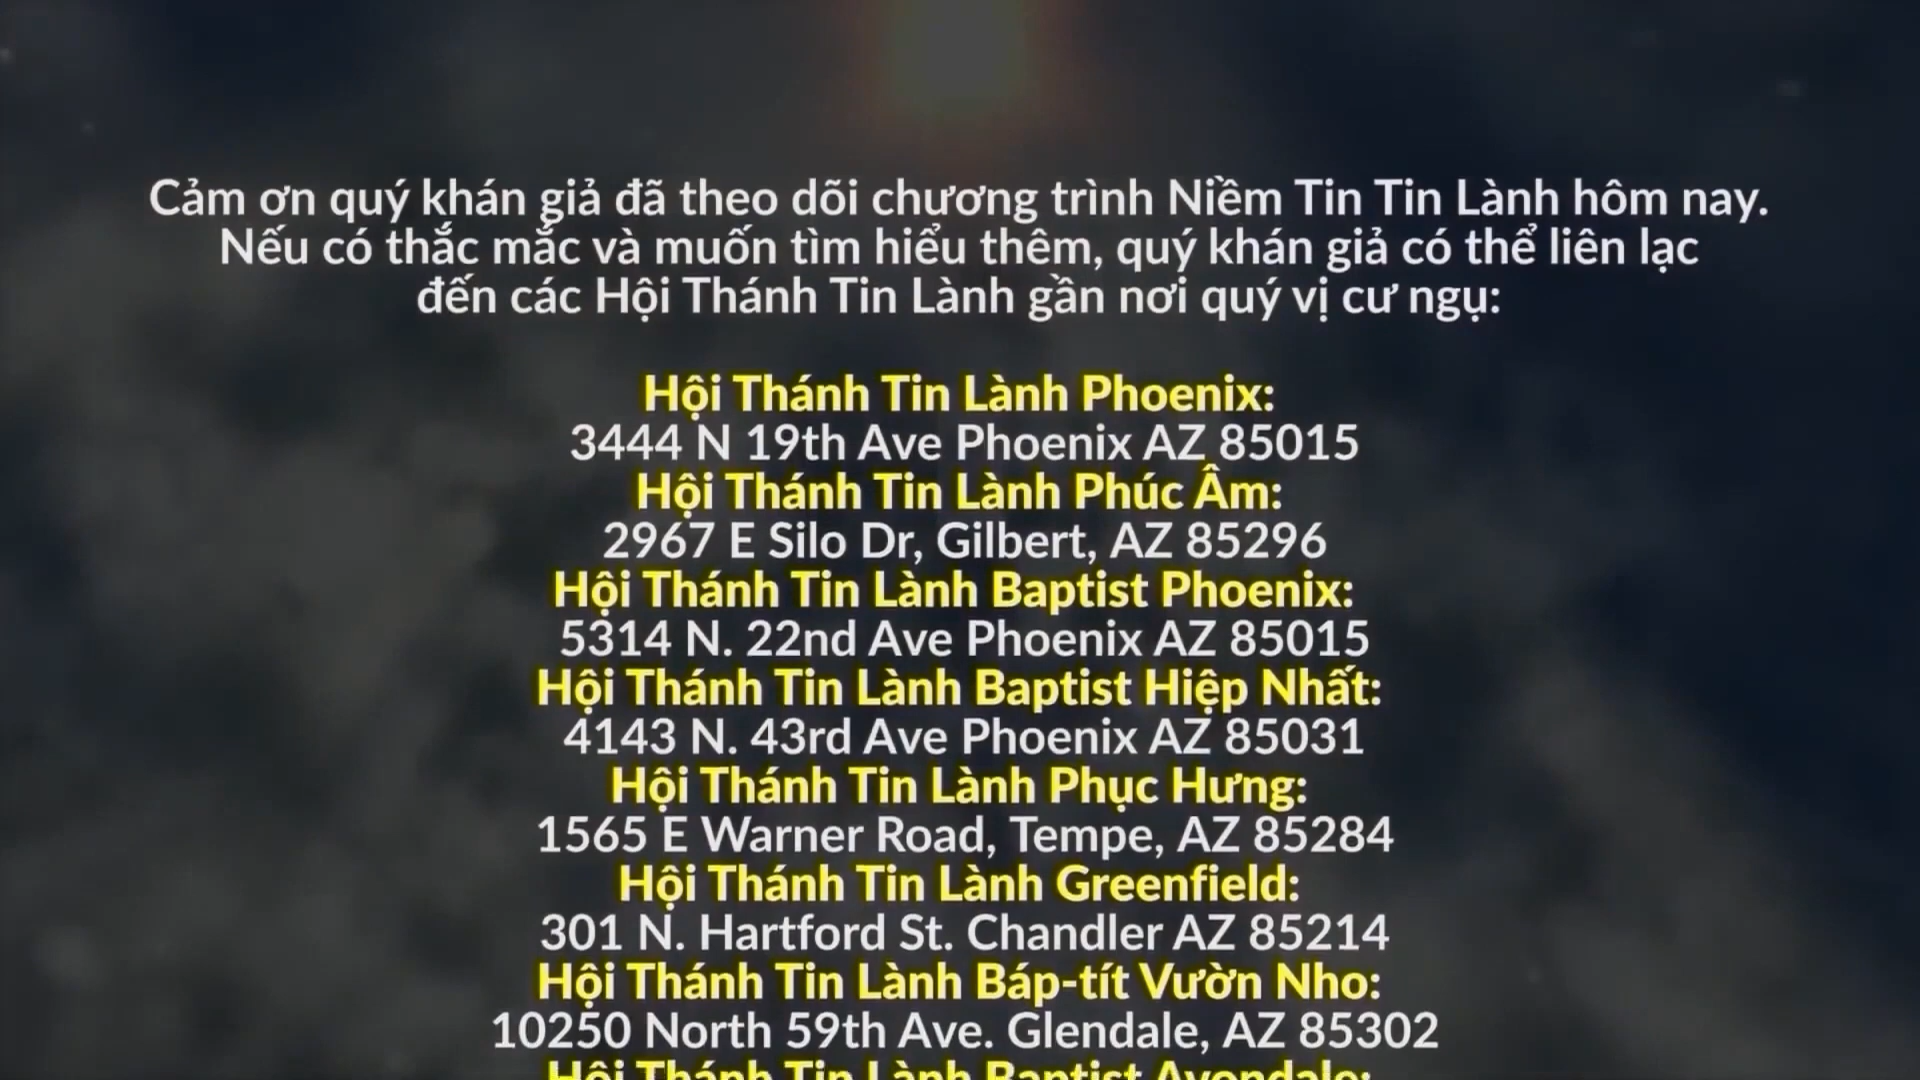 Cảm ơn quý khán giả đã theo dõi chương trình Niềm Tin Tin Lành hôm nay.
Nếu có thắc mắc và muốn tìm hiểu thêm, quý khán giả có thể liên lạc
đến các Hội Thánh Tin Lành gần nơi quý vị cư ngụ:
Hội Thánh Tin Lành Phoenix:
3444 N 19th Ave Phoenix AZ 85015
Hội Thánh Tin Lành Phúc Âm:
2967 E Silo Dr, Gilbert, AZ 85296
Hội Thánh Tin Lành Baptist Phoenix:
5314 N. 22nd Ave Phoenix AZ 85015
Hội Thánh Tin Lành Baptist Hiệp Nhất:
4143 N. 43rd Ave Phoenix AZ 85031
Hội Thánh Tin Lành Phục Hưng:
1565 E Warner Road, Tempe, AZ 85284
Hội Thánh Tin Lành Greenfield:
301 N. Hartford St. Chandler AZ 85214
Hội Thánh Tin Lành Báp-tít Vườn Nho:
10250 North 59th Ave. Glendale, AZ 85302
Hội Thánh Tin Lành Baptist Avondale: